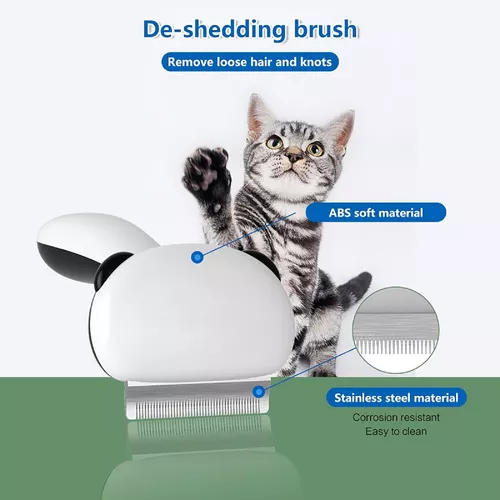 De-shedding brush
Remove loose hair and knots
ABS soft material
Stainless steel material
Corrosion resistant
Easy to clean